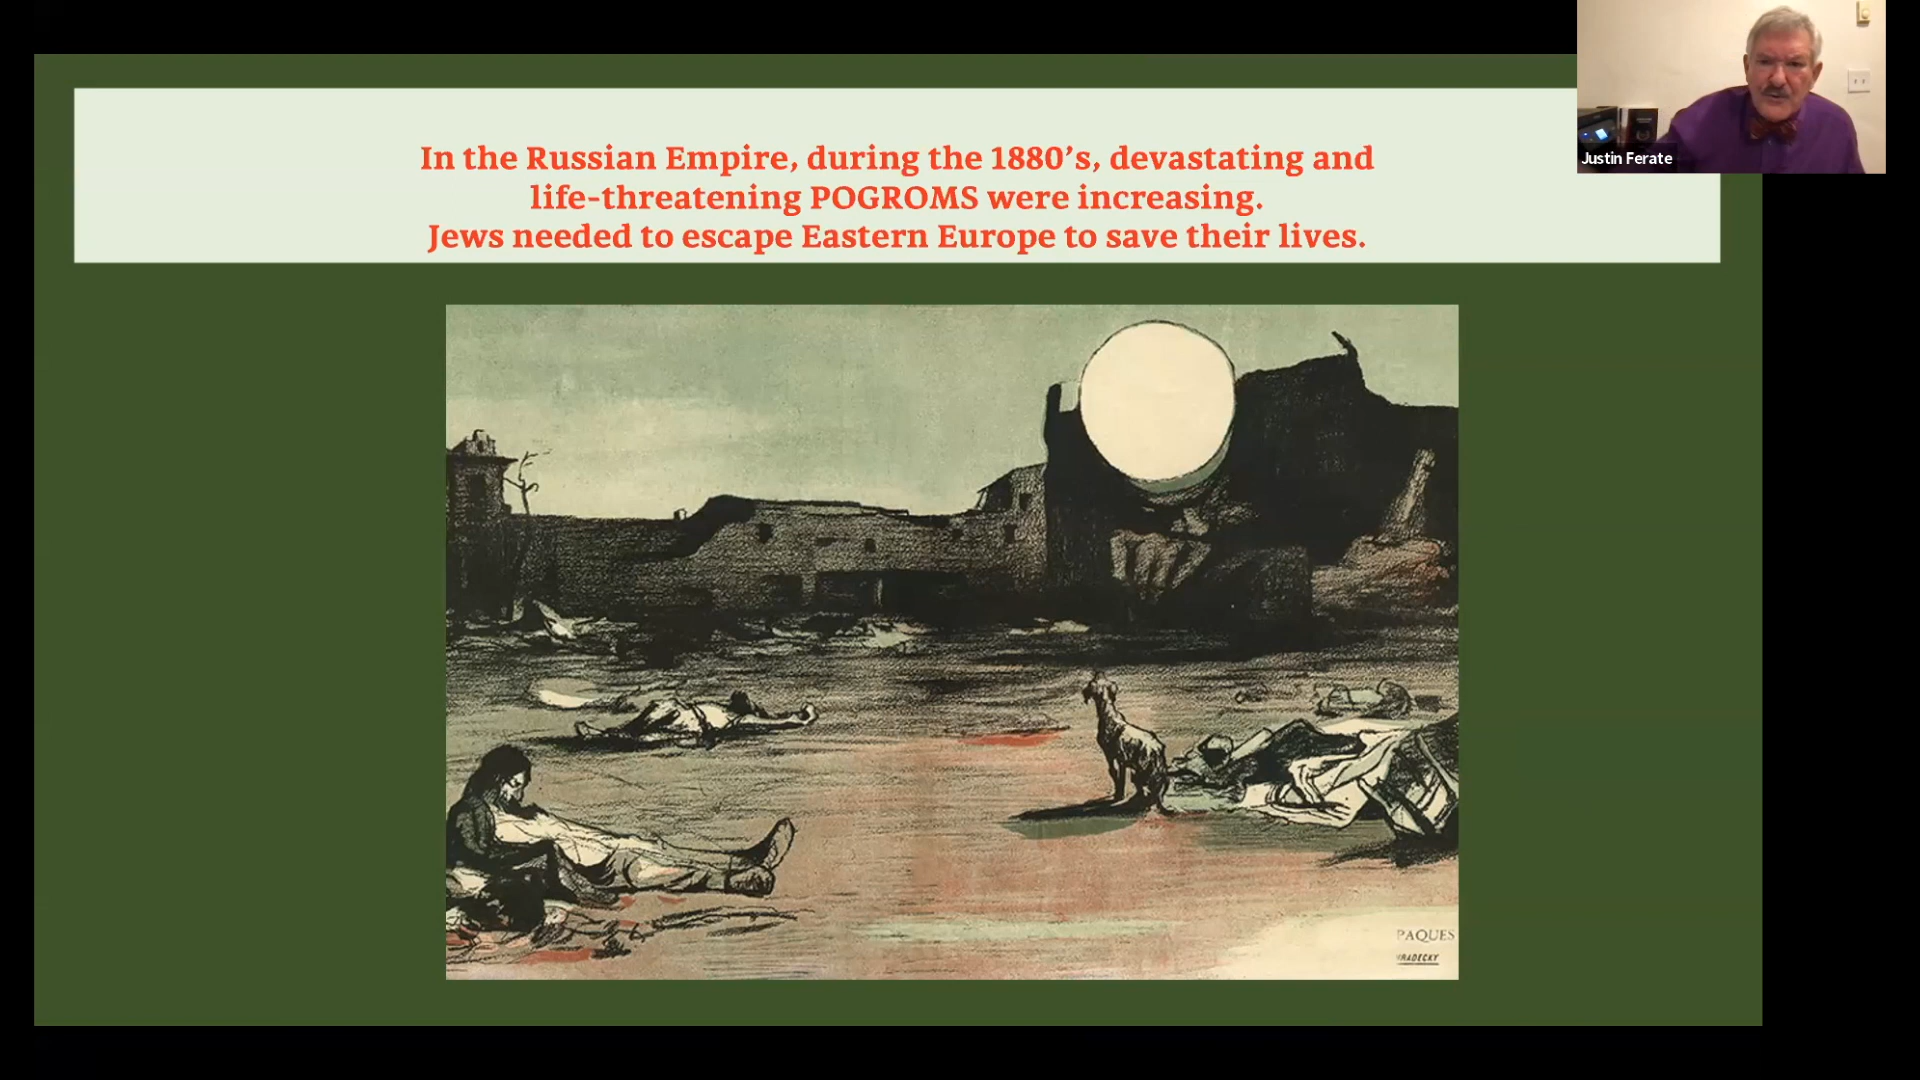 In the Russian Empire, during the 1880’s, devastating and
life-threatening POGROMS were increasing.
Jews needed to escape Eastern Europe to save their lives.
Justin Ferate
PAQUES
HRADECKY